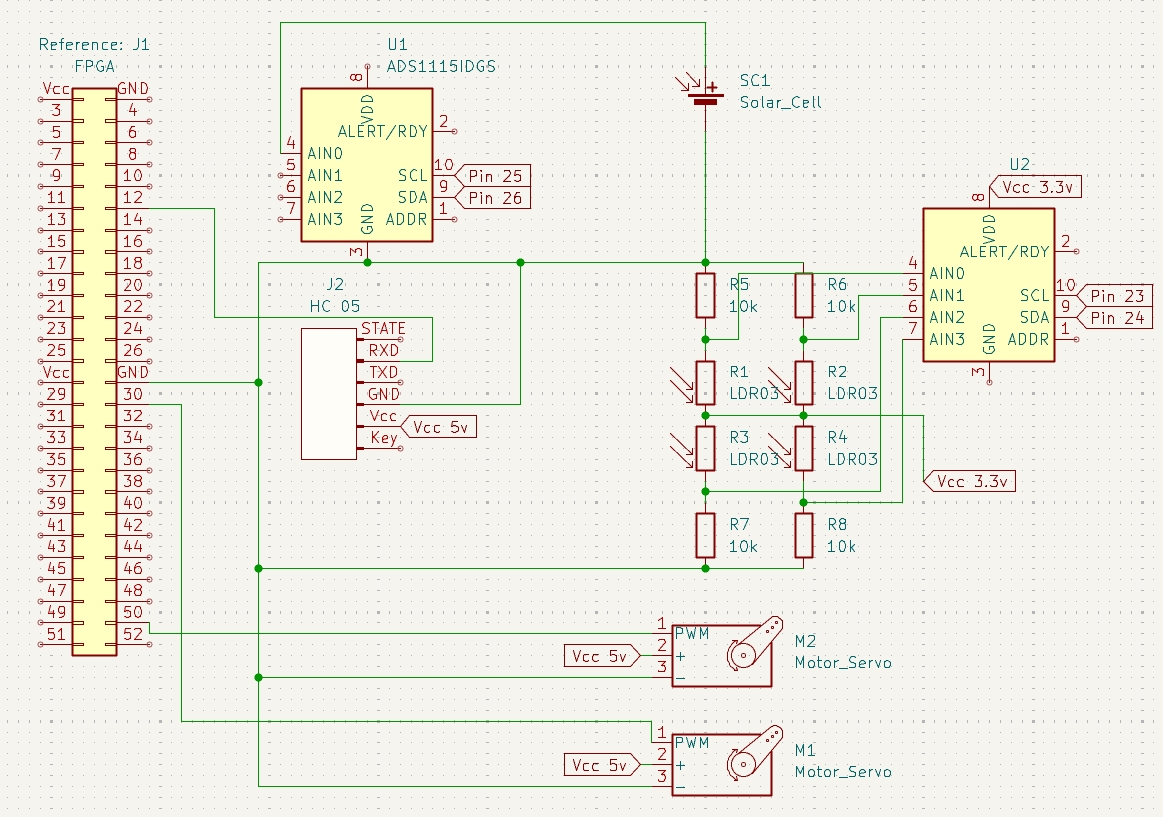 Reference: J1
FPGA
Vcc GND
3 4
5 6
7 8
9 10
11 12
13 14
15 16
17 18
19 20
21 22
23 24
25 26
Vcc GND
29 30
31 32
33 34
35 36
37 38
39 40
41 42
43 44
45 46
47 48
49 50
51 52
U1
ADS1115IDGS
8
VDD
ALERT/RDY 2
4 AIN0
5 AIN1 SCL 10 Pin 25
6 AIN2 SDA 9 Pin 26
7 AIN3 ADDR 1
GND
3
SC1
+
Solar_Cell
J2
HC 05
STATE
RXD
TXD
GND
Vcc Vcc 5v
Key
R5
10k
R6
10k
R1
LDR03
R2
LDR03
R3
LDR03
R4
LDR03
R7
10k
R8
10k
U2
Vcc 3.3v
8
VDD
ALERT/RDY 2
4 AIN0
5 AIN1 SCL 10 Pin 23
6 AIN2 SDA 9 Pin 24
7 AIN3 ADDR 1
GND
3
Vcc 3.3v
1 PWM
Vcc 5v 2 +
3 -
M2
Motor_Servo
1 PWM
Vcc 5v 2 +
3 -
M1
Motor_Servo